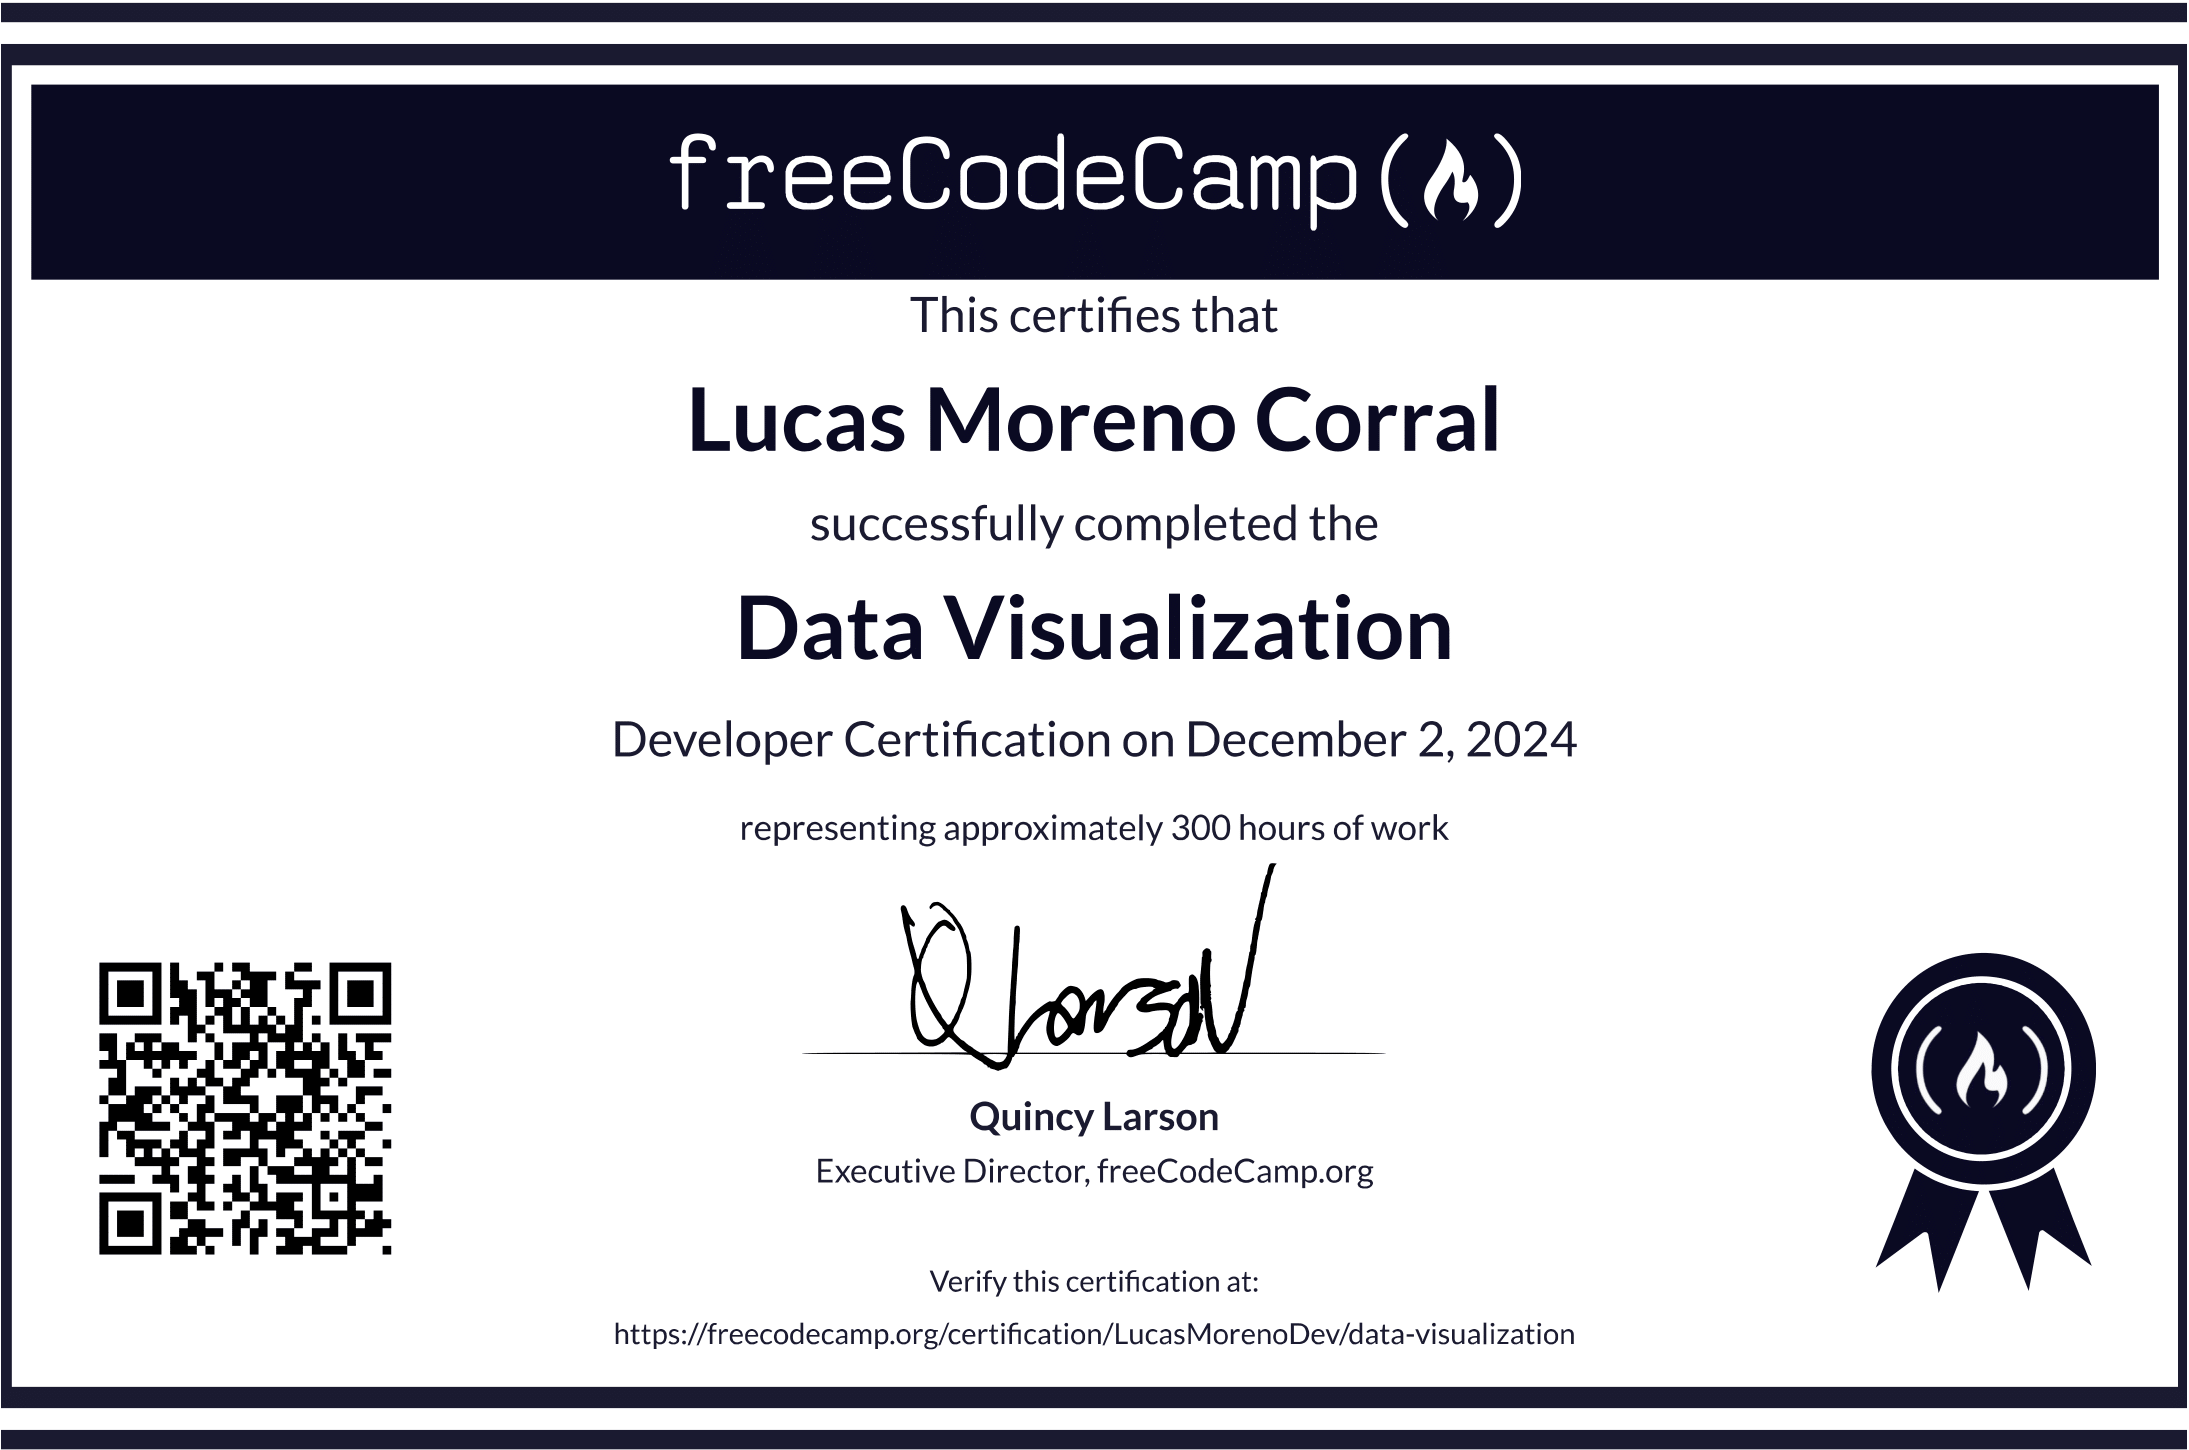 freeCodeCamp
This certifies that
Lucas Moreno Corral
successfully completed the
Data Visualization
Developer Certification on December 2, 2024
representing approximately 300 hours of work
QLarson
Quincy Larson
Executive Director, freeCodeCamp.org
Verify this certification at:
https://freecodecamp.org/certification/LucasMorenoDev/data-visualization